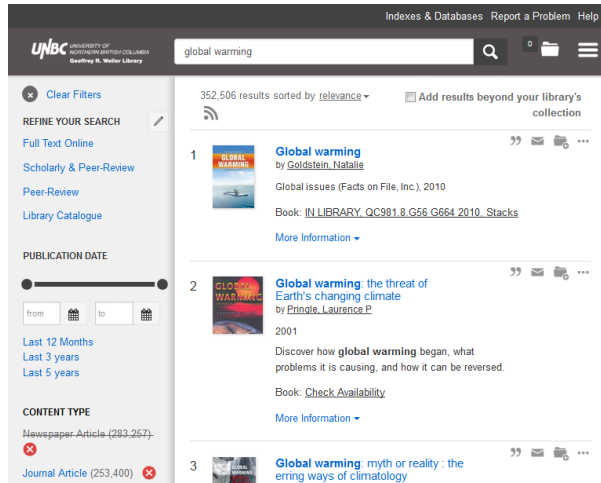 Indexes & Databases Report a Problem Help
UNBC UNIVERSITY OF
NORTHERN BRITISH COLUMBIA
Geoffrey R. Weller Library
global warming
0
Clear Filters
352,506 results sorted by relevance
Add results beyond your library's
collection
REFINE YOUR SEARCH
Full Text Online
Scholarly & Peer-Review
Peer-Review
Library Catalogue
PUBLICATION DATE
from to
Last 12 Months
Last 3 years
Last 5 years
CONTENT TYPE
Newspaper Article (283,257)
Journal Article (253,400)
1
GLOBAL
WARMING
Global warming
by Goldstein, Natalie
Global issues (Facts on File, Inc.), 2010
Book: IN LIBRARY, QC981.8.G56 G664 2010, Stacks
More Information
2
GLOBAL
WARMING
Global warming: the threat of
Earth's changing climate
by Pringle, Laurence P
2001
Discover how global warming began, what
problems it is causing, and how it can be reversed.
Book: Check Availability
More Information
3
GLOBAL
WARMING
Global warming: myth or reality : the
erring ways of climatology